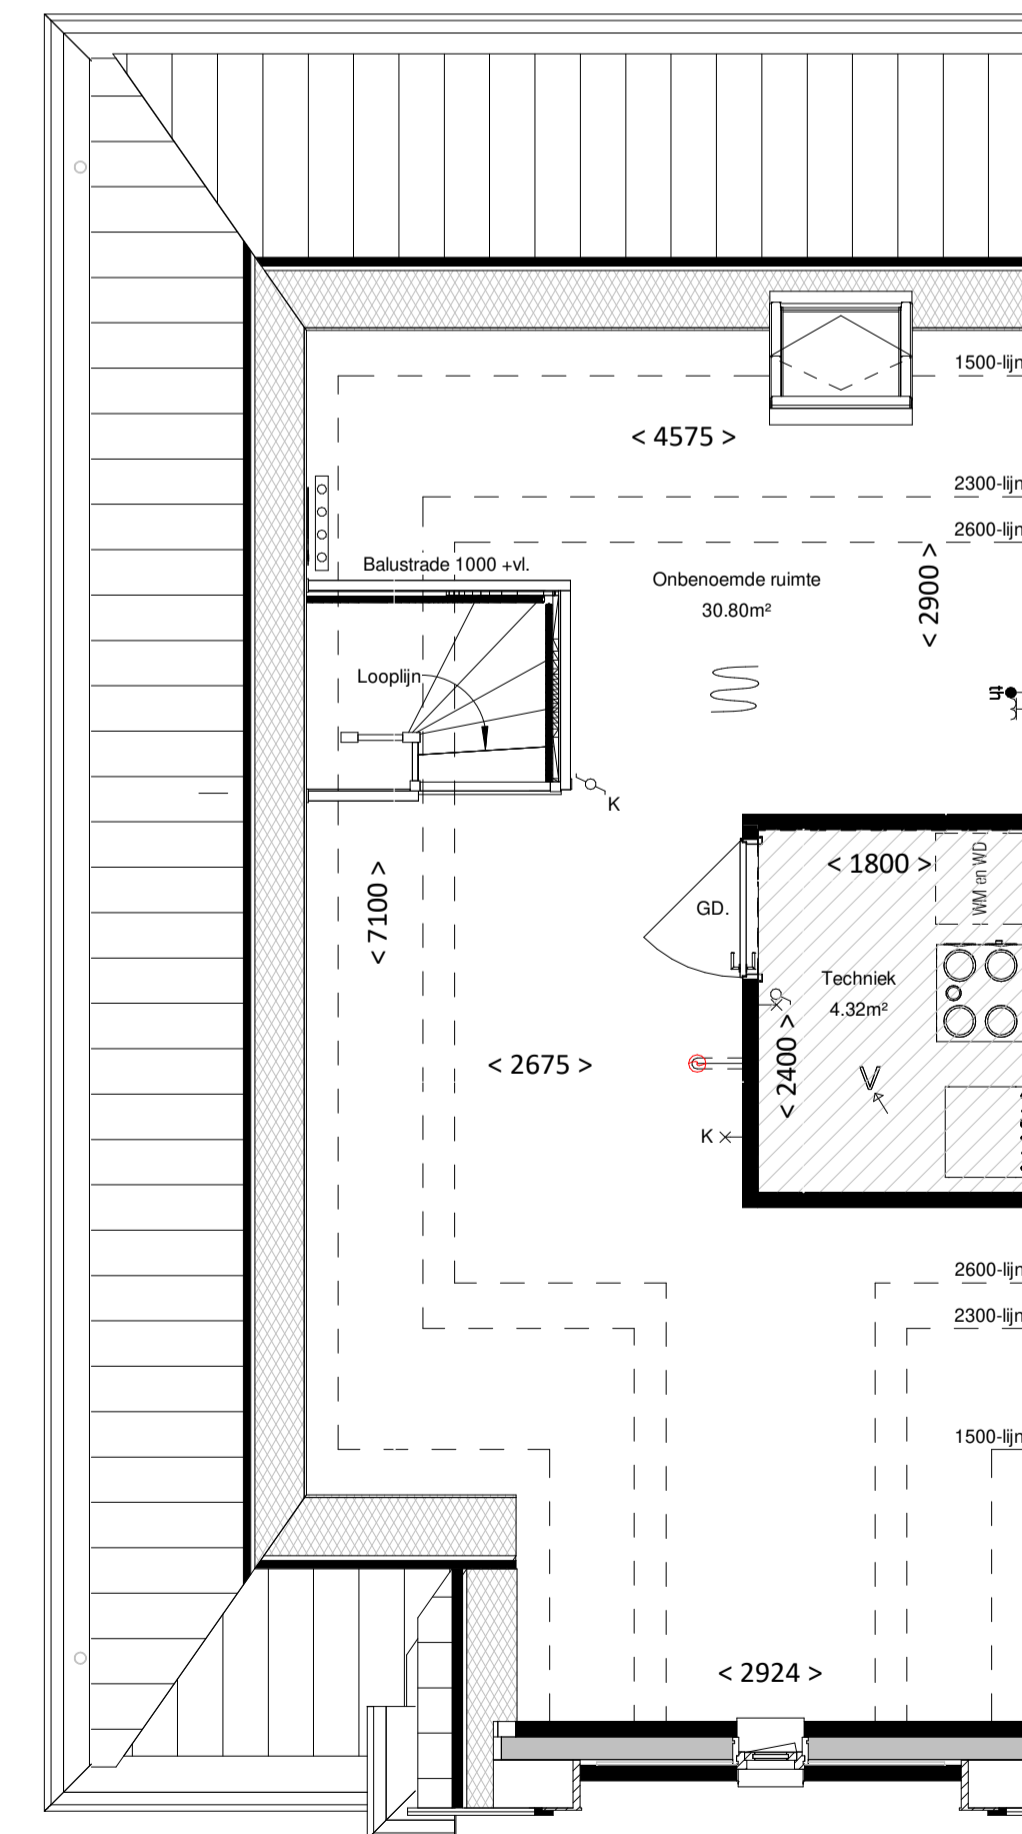 1500-lijn
< 4575 >
2300-lijn
2600-lijn
Balustrade 1000 +vl.
Onbenoemde ruimte
30.80m²
< 2900 >
Looplijn
th
K
< 1800 >
WM en WD
GD.
< 7100 >
Techniek
4.32m²
< 2400 >
< 2675 >
V
K
2600-lijn
2300-lijn
1500-lijn
< 2924 >